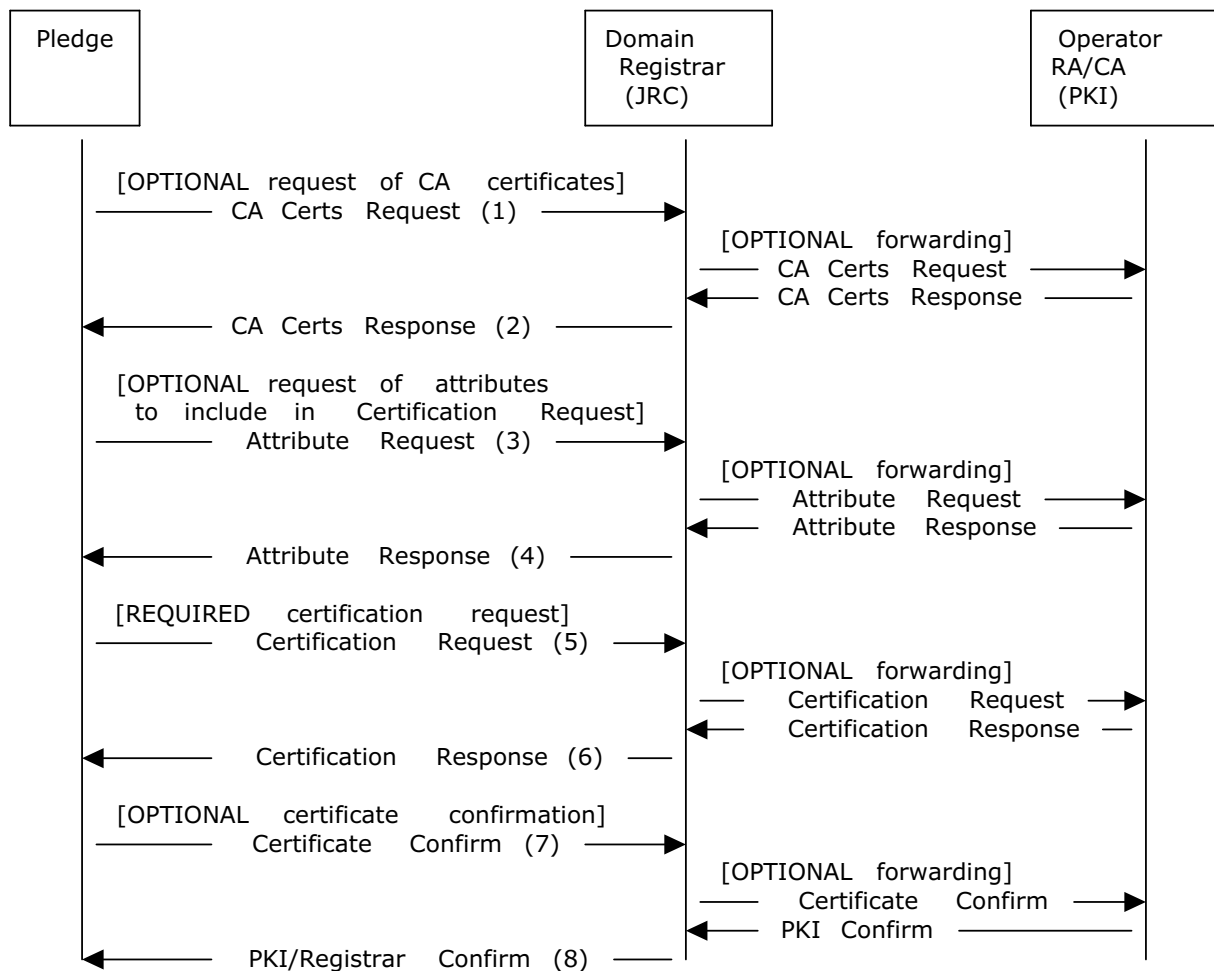 Pledge
Domain
Registrar
(JRC)
Operator
RA/CA
(PKI)
[OPTIONAL request of CA certificates]
CA Certs Request (1)
[OPTIONAL forwarding]
CA Certs Request
CA Certs Response
CA Certs Response (2)
[OPTIONAL request of attributes
to include in Certification Request]
Attribute Request (3)
[OPTIONAL forwarding]
Attribute Request
Attribute Response
Attribute Response (4)
[REQUIRED certification request]
Certification Request (5)
[OPTIONAL forwarding]
Certification Request
Certification Response
Certification Response (6)
[OPTIONAL certificate confirmation]
Certificate Confirm (7)
[OPTIONAL forwarding]
Certificate Confirm
PKI Confirm
PKI/Registrar Confirm (8)